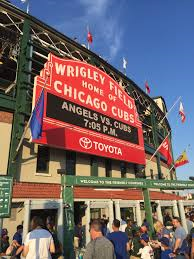 WRIGLEY FIELD
HOME OF
CHICAGO CUBS
ANGELS VS. CUBS
7:05 P.M.
TOYOTA
WELCOME TO THE FRIENDLY CONFINES